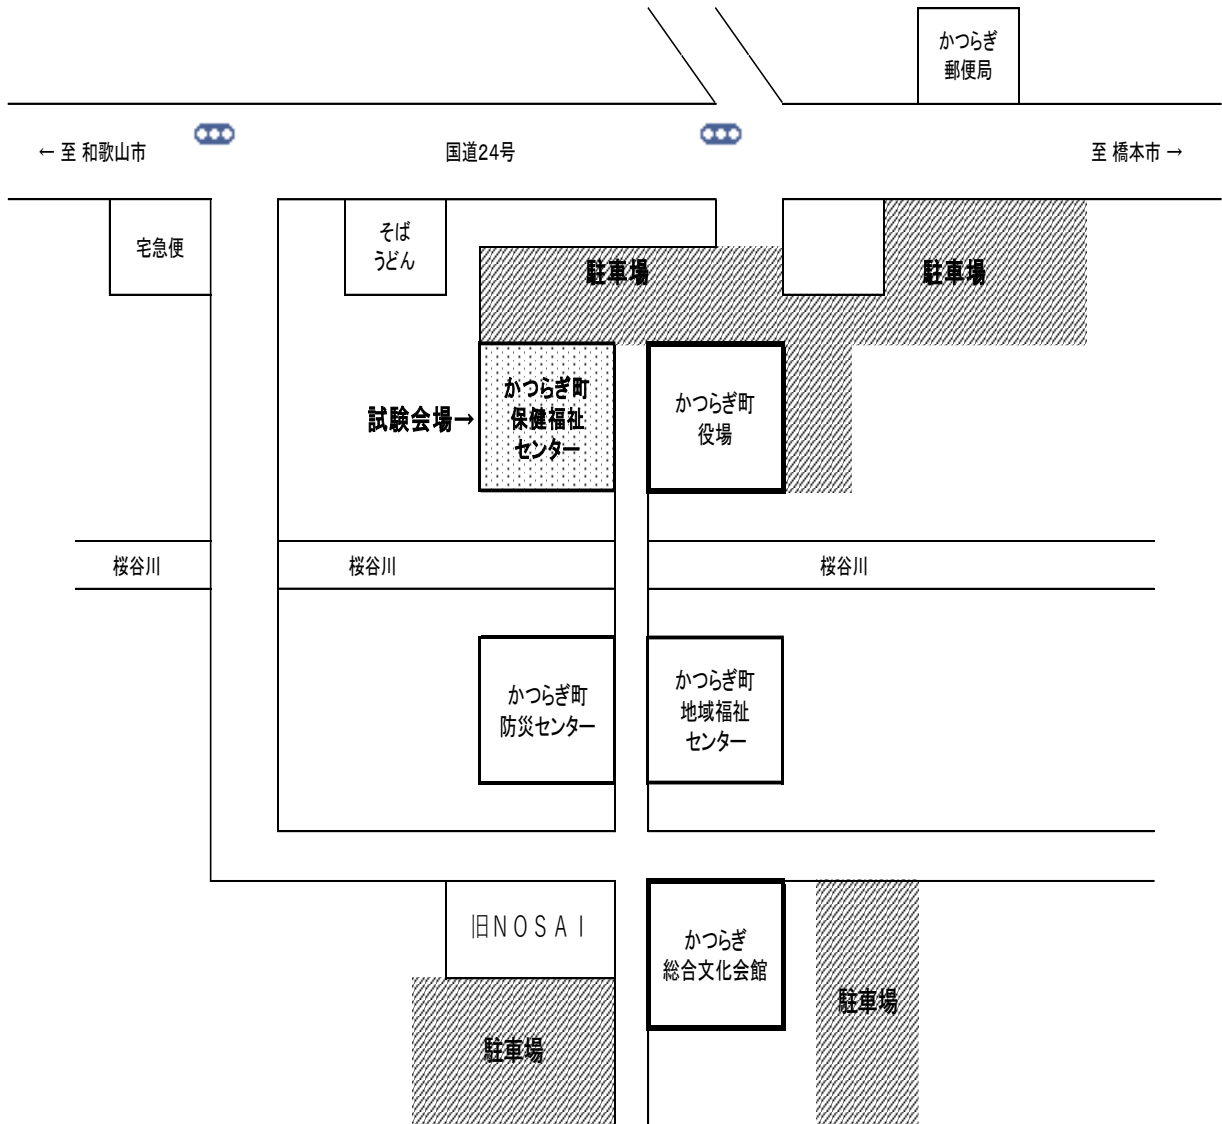 かつらぎ
郵便局
← 至 和歌山市
国道24号
至 橋本市 →
宅急便
そば
うどん
駐車場
駐車場
試験会場→
かつらぎ町
保健福祉
センター
かつらぎ町
役場
桜谷川
桜谷川
桜谷川
かつらぎ町
防災センター
かつらぎ町
地域福祉
センター
旧ＮＯＳＡＩ
かつらぎ
総合文化会館
駐車場
駐車場